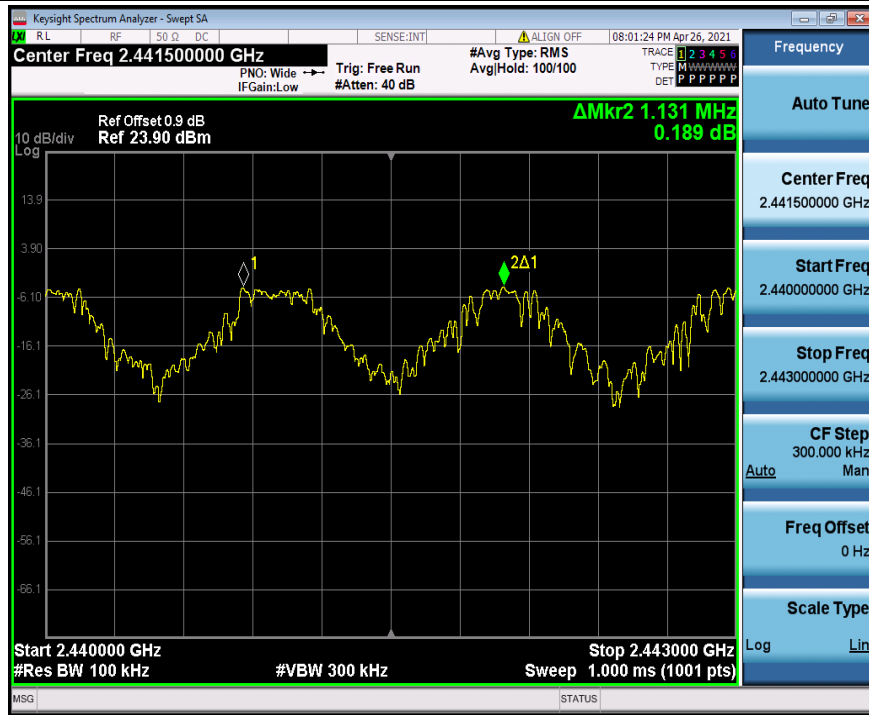 Keysight Spectrum Analyzer - Swept SA
LXI RL RF 50 Ω DC SENSE:INT ALIGN OFF 08:01:24 PM Apr 26, 2021
Center Freq 2.441500000 GHz
PNO: Wide
IFGain:Low
Trig: Free Run
#Atten: 40 dB
#Avg Type: RMS
Avg|Hold: 100/100
TRACE 1 2 3 4 5 6
TYPE M WWWWW
DET P P P P P P
Ref Offset 0.9 dB
10 dB/div Ref 23.90 dBm
Log
ΔMkr2 1.131 MHz
0.189 dB
13.9
3.90
-6.10
-16.1
-26.1
-36.1
-46.1
-56.1
-66.1
1
2Δ1
Start 2.440000 GHz Stop 2.443000 GHz
#Res BW 100 kHz #VBW 300 kHz Sweep 1.000 ms (1001 pts)
MSG STATUS
Frequency
Auto Tune
Center Freq
2.441500000 GHz
Start Freq
2.440000000 GHz
Stop Freq
2.443000000 GHz
CF Step
300.000 kHz
Auto Man
Freq Offset
0 Hz
Scale Type
Log Lin